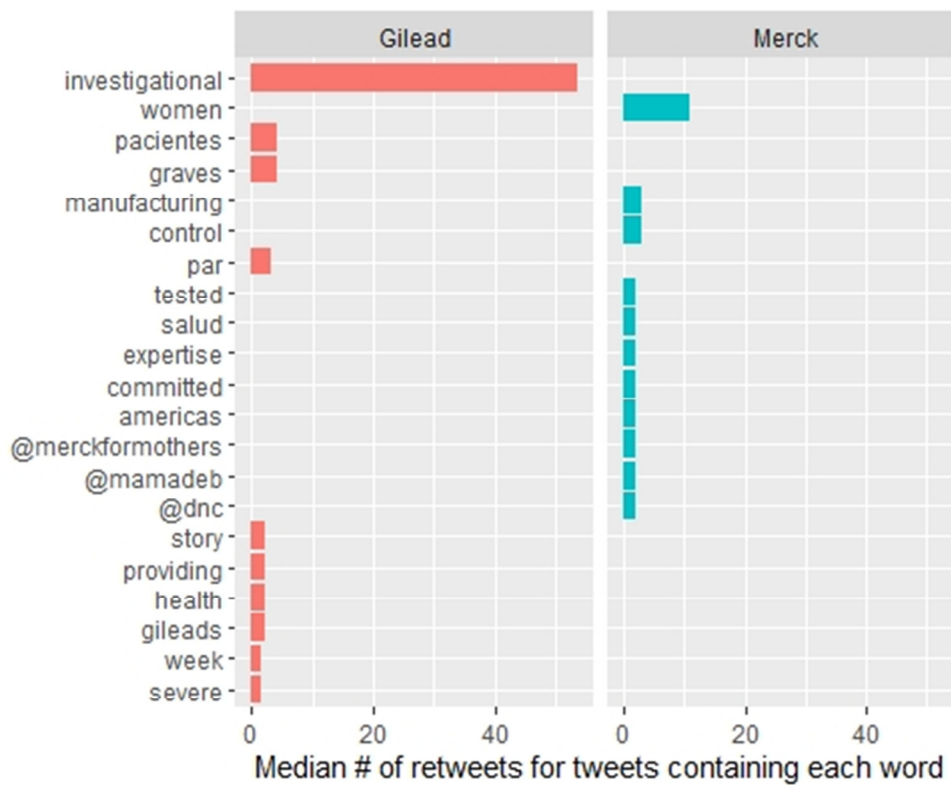 Gilead Merck
investigational
women
pacientes
graves
manufacturing
control
par
tested
salud
expertise
committed
americas
@merckformothers
@mamadeb
@dnc
story
providing
health
gileads
week
severe
0 20 40 0 20 40
Median # of retweets for tweets containing each word